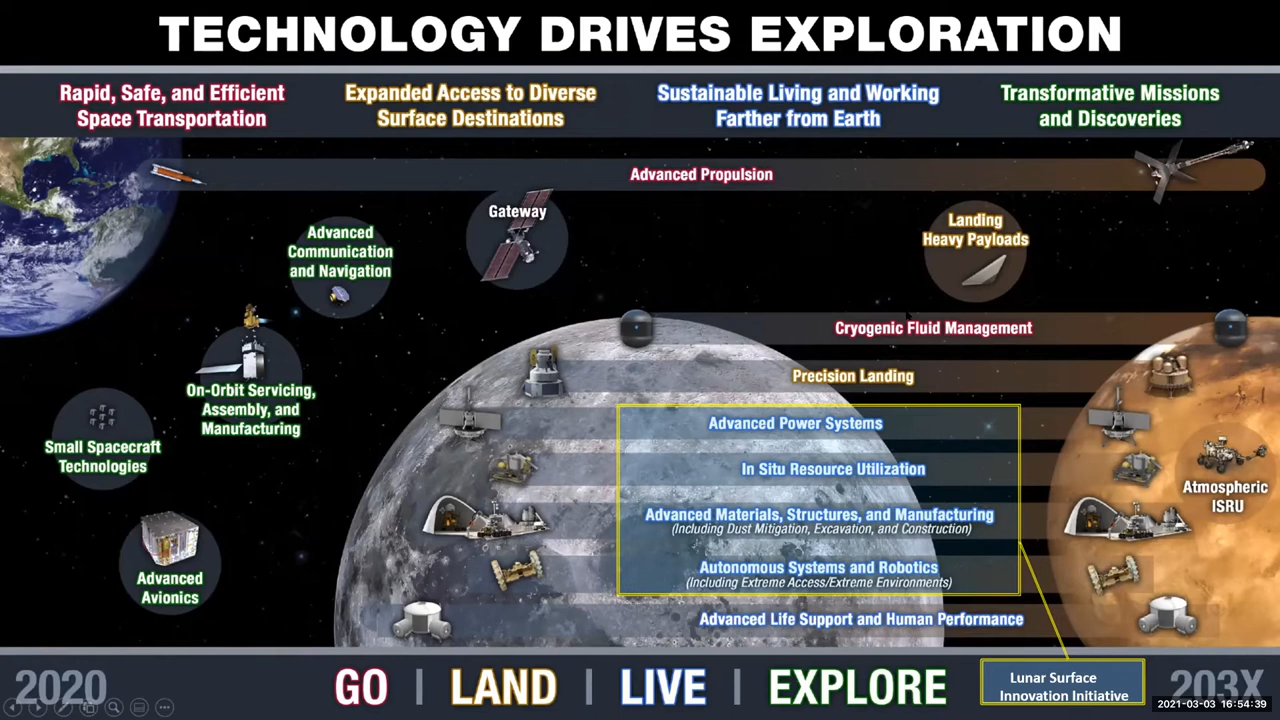 TECHNOLOGY DRIVES EXPLORATION
Rapid, Safe, and Efficient
Space Transportation
Expanded Access to Diverse
Surface Destinations
Sustainable Living and Working
Farther from Earth
Transformative Missions
and Discoveries
Advanced Propulsion
Gateway
Landing
Heavy Payloads
Advanced
Communication
and Navigation
Cryogenic Fluid Management
Precision Landing
On-Orbit Servicing,
Assembly, and
Manufacturing
Advanced Power Systems
Small Spacecraft
Technologies
In Situ Resource Utilization
Atmospheric
ISRU
Advanced Materials, Structures, and Manufacturing
(Including Dust Mitigation, Excavation, and Construction)
Autonomous Systems and Robotics
(Including Extreme Access/Extreme Environments)
Advanced
Avionics
Advanced Life Support and Human Performance
2020
GO | LAND | LIVE | EXPLORE
Lunar Surface
Innovation Initiative
203X
2021-03-03 16:54:39